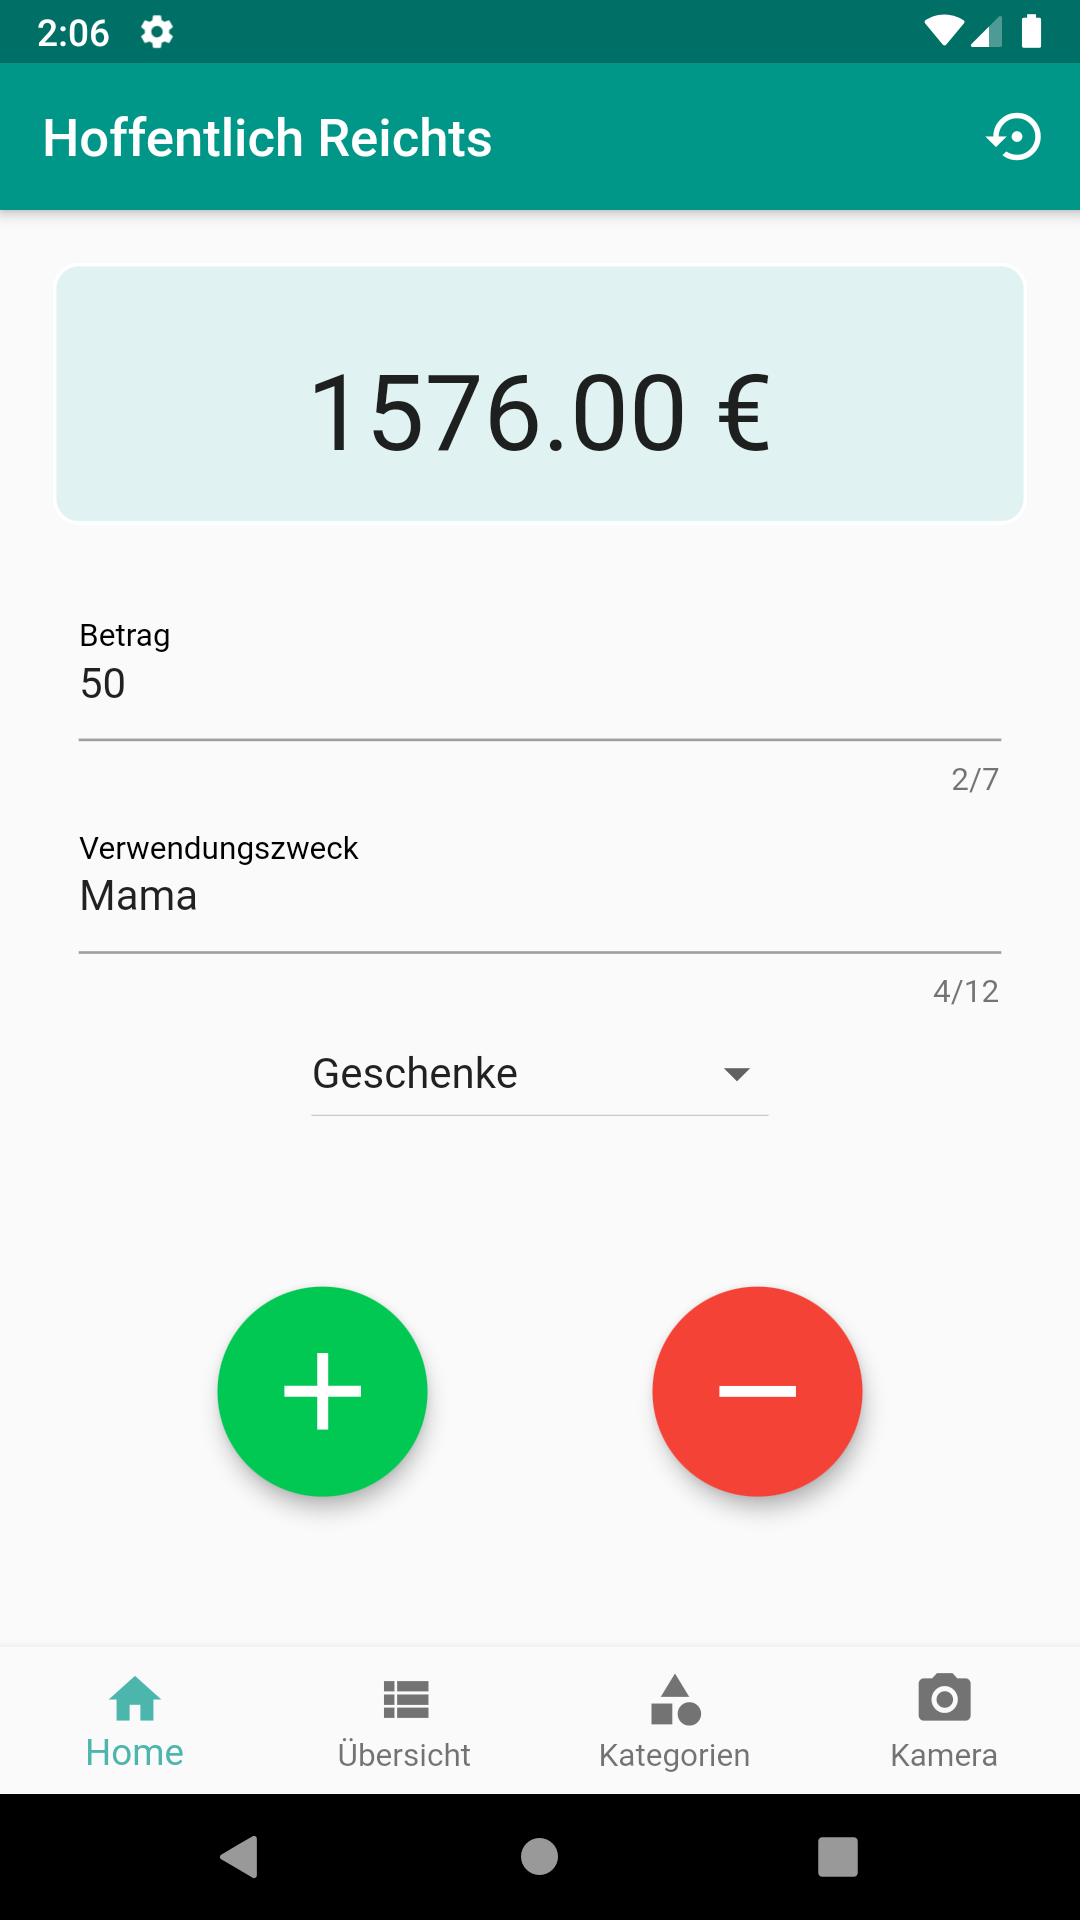 2:06
Hoffentlich Reichts
1576.00 €
Betrag
50
2/7
Verwendungszweck
Mama
4/12
Geschenke
Home
Übersicht
Kategorien
Kamera